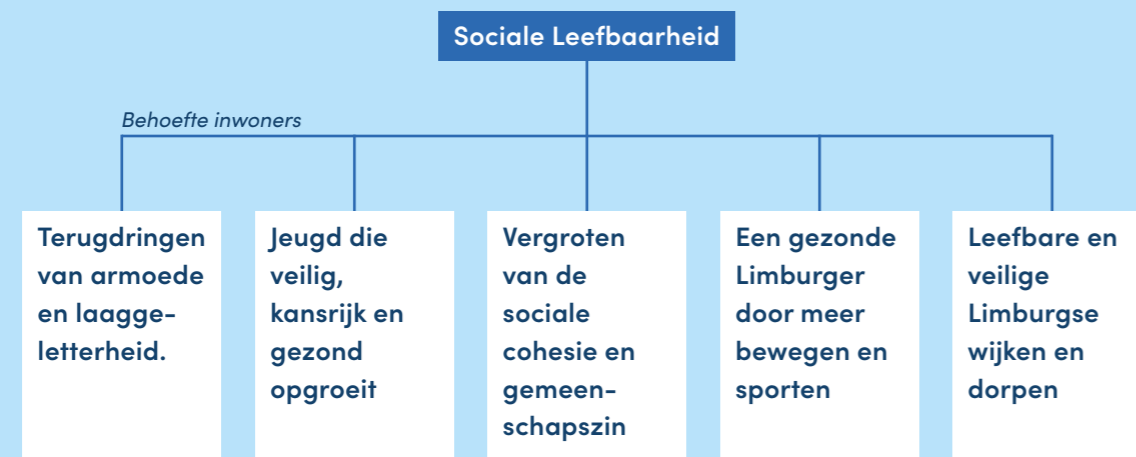 Sociale Leefbaarheid
Behoefte inwoners
Terugdringen
van armoede
en laagge-
letterheid.
Jeugd die
veilig,
kansrijk en
gezond
opgroeit
Vergroten
van de
sociale
cohesie en
gemeen-
schapszin
Een gezonde
Limburger
door meer
bewegen en
sporten
Leefbare en
veilige
Limburgse
wijken en
dorpen